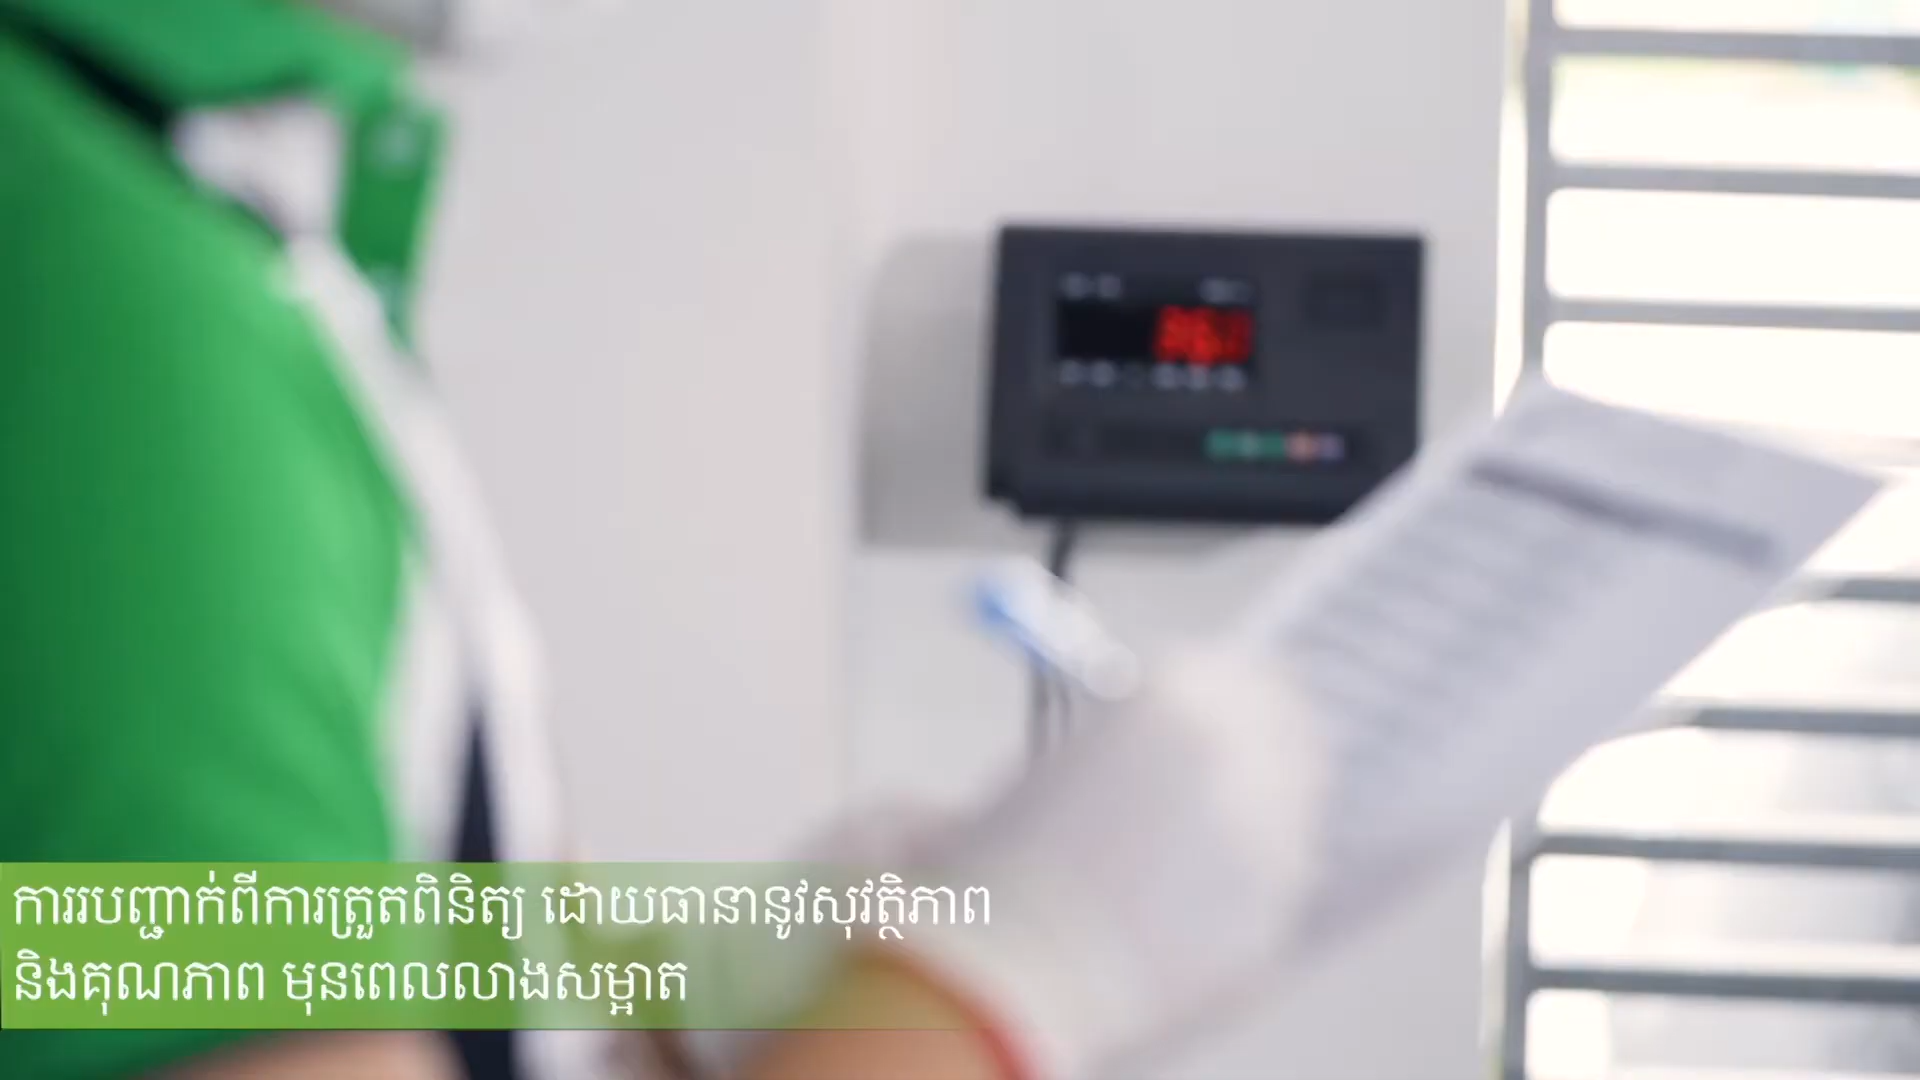 ការបញ្ជាក់ពីការត្រួតពិនិត្យ ដោយធានានូវសុវត្ថិភាព
និងគុណភាព មុនពេលលាងសម្អាត